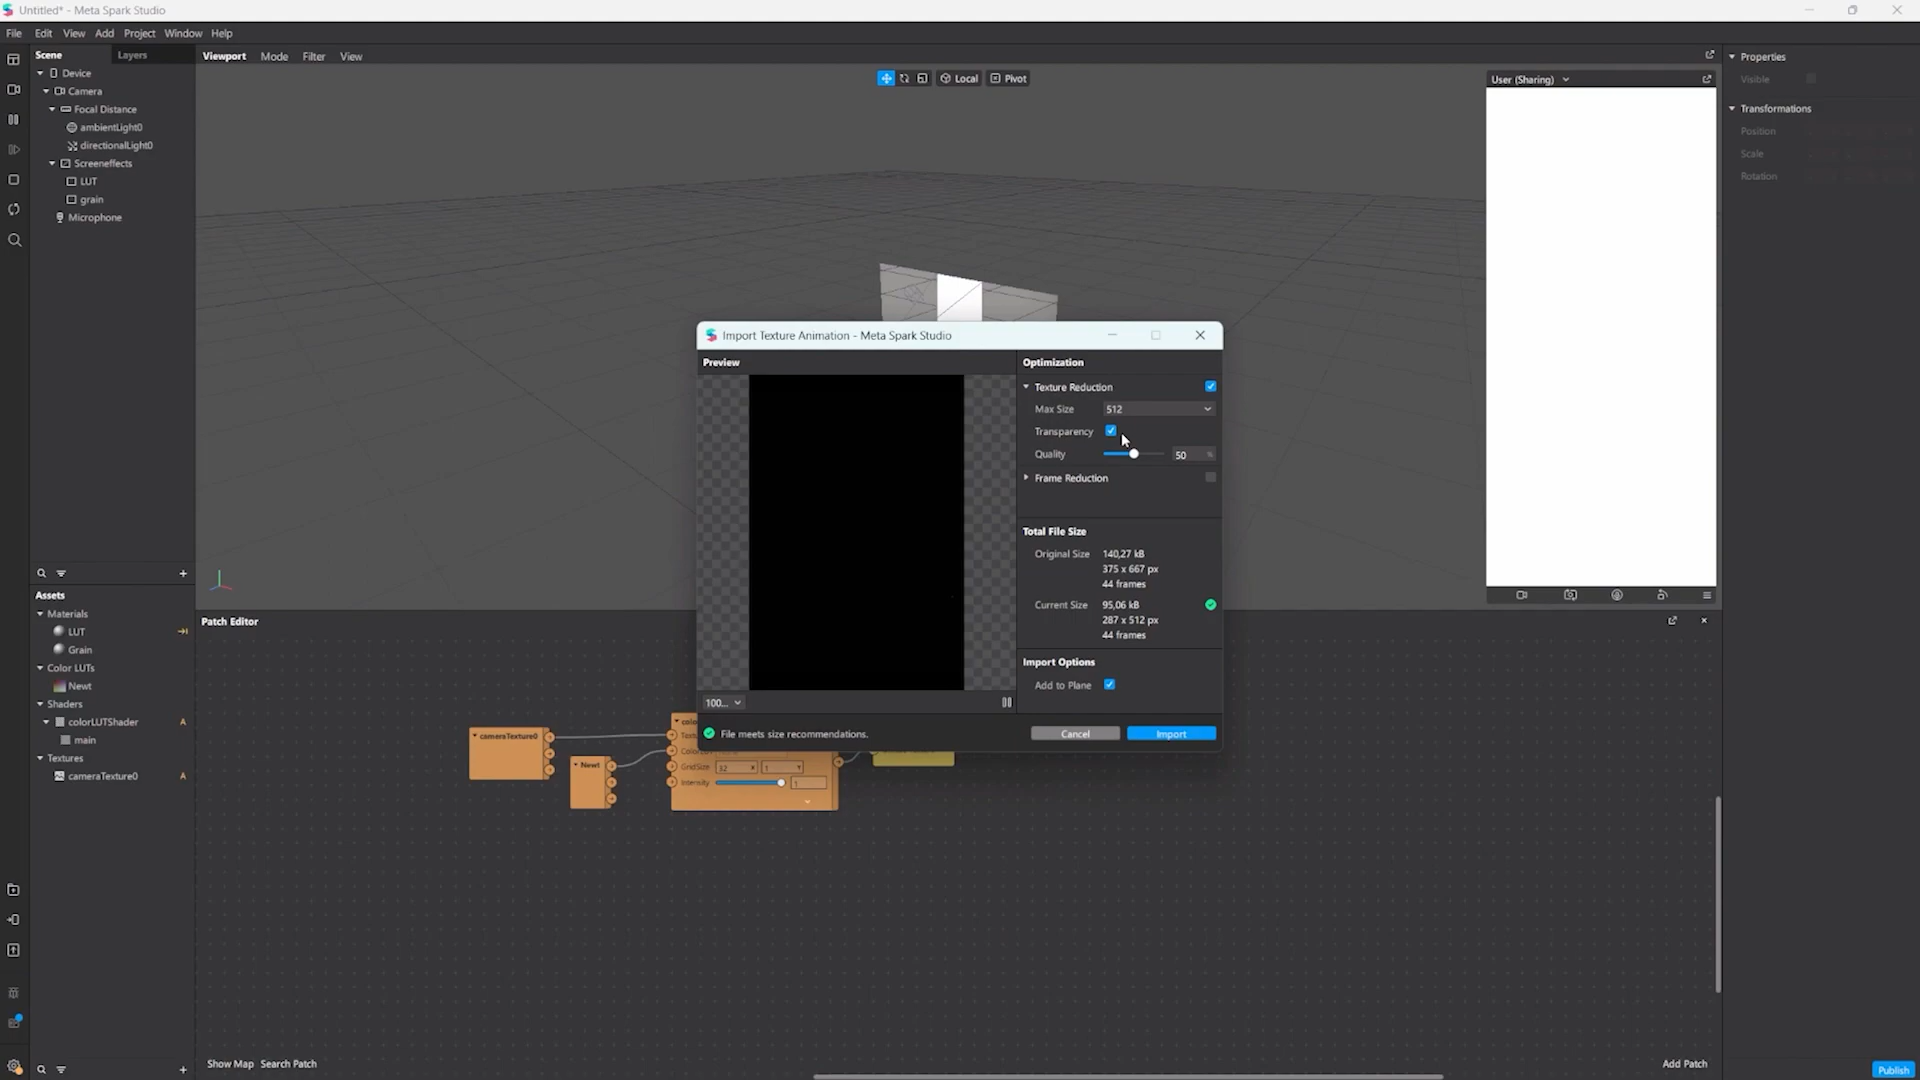 Untitled* - Meta Spark Studio
File Edit View Add Project Window Help
Scene Layers
Device
Camera
Focal Distance
ambientLight0
directionalLight0
Screeneffects
LUT
grain
Microphone
Viewport Mode Filter View
Local Pivot
User (Sharing)
Properties
Visible
Transformations
Position
Scale
Rotation
Import Texture Animation - Meta Spark Studio
Preview
100...
Optimization
Texture Reduction
Max Size 512
Transparency
Quality 50 %
Frame Reduction
Total File Size
Original Size 140,27 kB
375 x 667 px
44 frames
Current Size 95,06 kB
287 x 512 px
44 frames
Import Options
Add to Plane
File meets size recommendations.
Cancel Import
Assets
Materials
LUT
Grain
Color LUTs
Newt
Shaders
colorLUTShader A
main
Textures
cameraTexture0 A
Patch Editor
cameraTexture0
Newt
GridSize 32 X 1 Y
Intensity 1
Show Map Search Patch
Add Patch
Publish